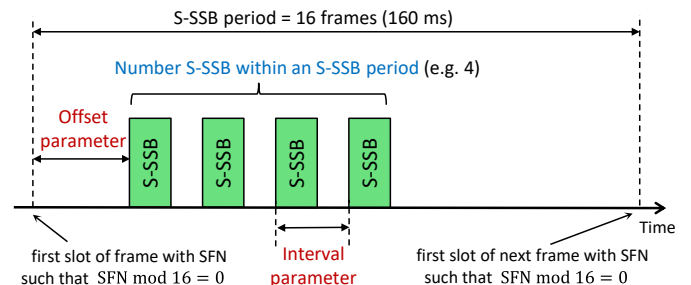 S-SSB period = 16 frames (160 ms)
Number S-SSB within an S-SSB period (e.g. 4)
Offset
parameter
S-SSB
S-SSB
S-SSB
S-SSB
Time
first slot of frame with SFN
such that SFN mod 16 = 0
Interval
parameter
first slot of next frame with SFN
such that SFN mod 16 = 0